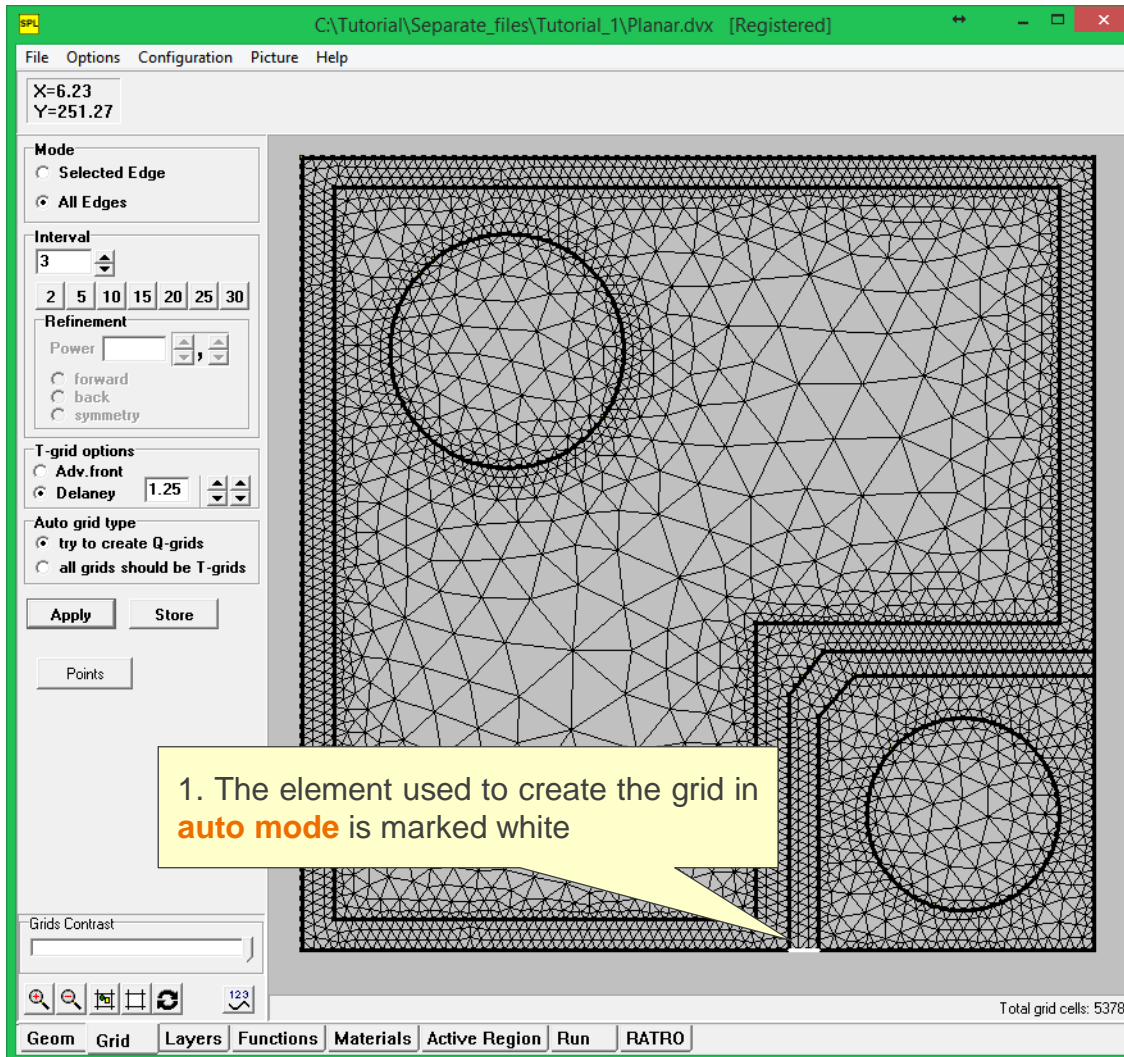 SPL
C:\Tutorial\Separate_files\Tutorial_1\Planar.dvx [Registered]
File Options Configuration Picture Help
X=6.23
Y=251.27
Mode
Selected Edge
All Edges
Interval
3
2 5 10 15 20 25 30
Refinement
Power ,
forward
back
symmetry
T-grid options
Adv.front
Delaney 1.25
Auto grid type
try to create Q-grids
all grids should be T-grids
Apply Store
Points
1. The element used to create the grid in
auto mode is marked white
Grids Contrast
123
Total grid cells: 5378
Geom Grid Layers Functions Materials Active Region Run RATRO